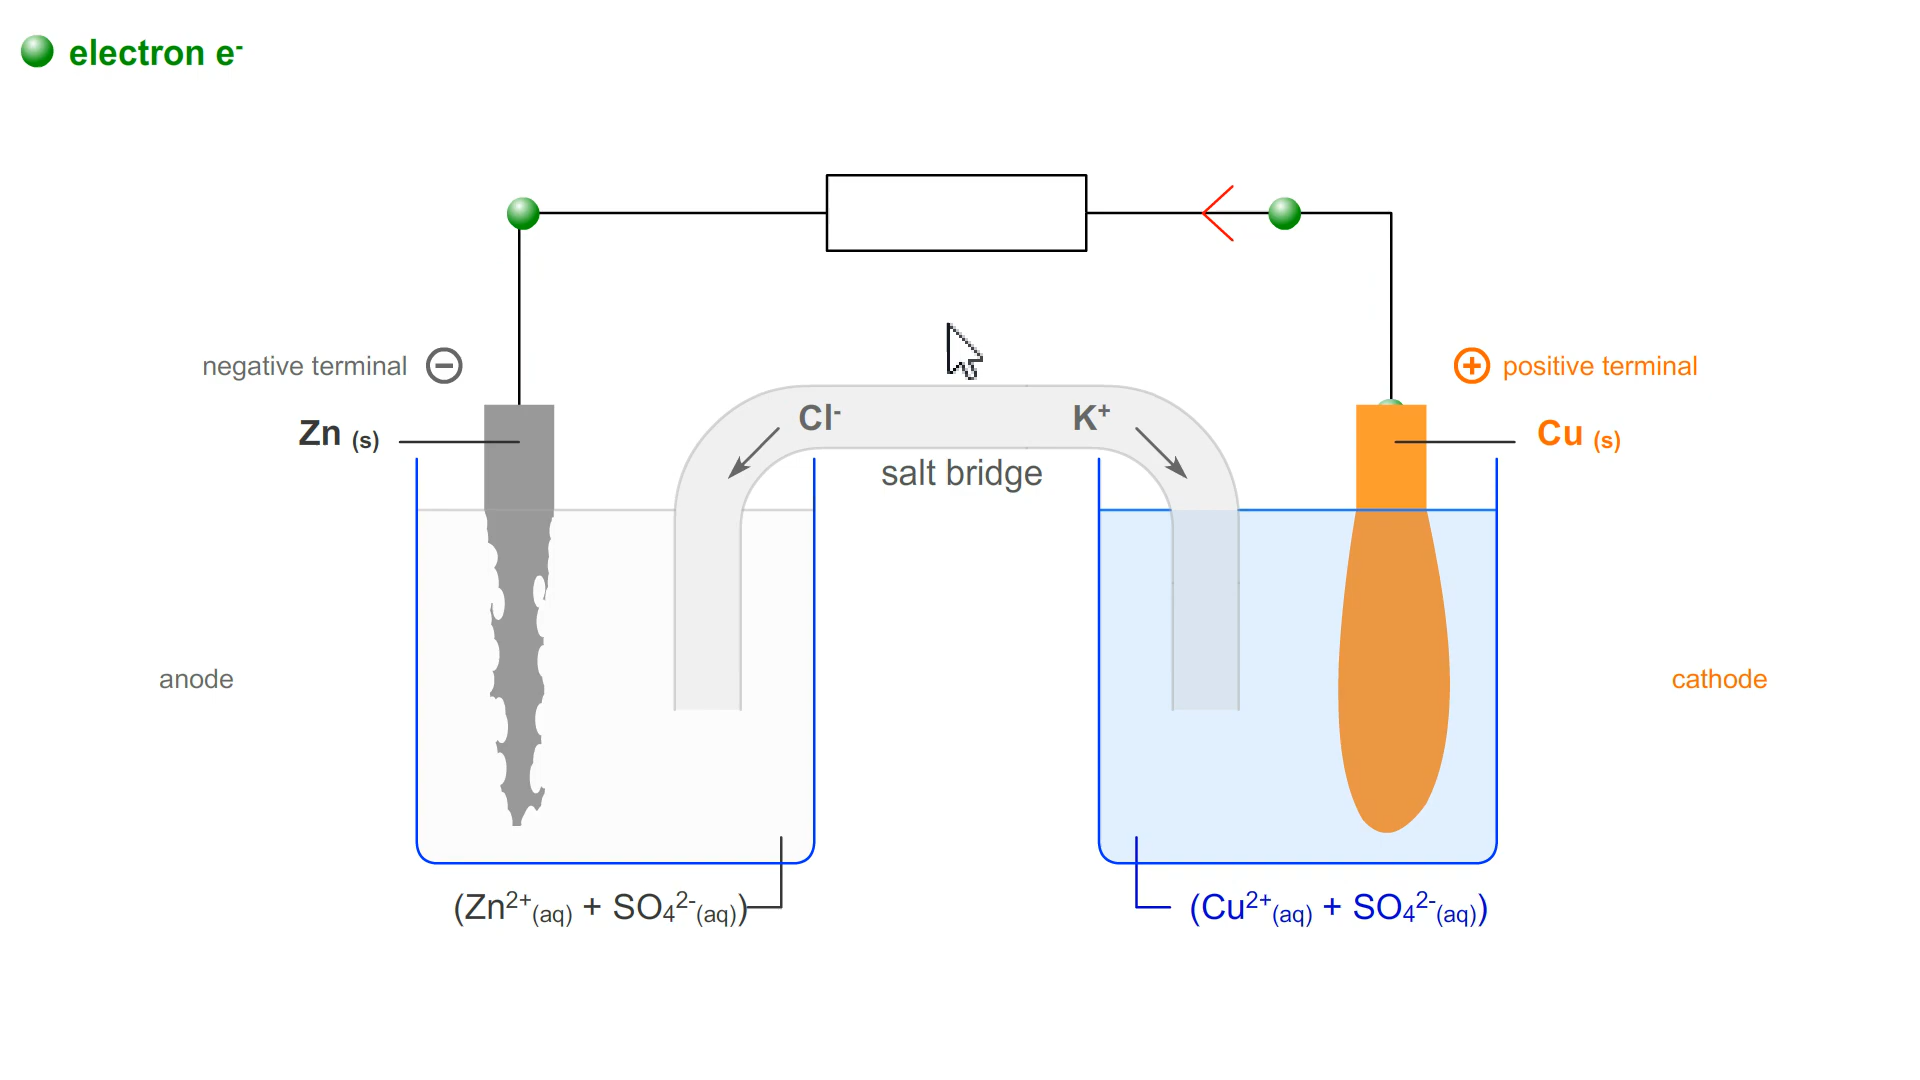 electron e⁻
negative terminal ⊖
⊕ positive terminal
Zn (s)
Cl⁻
K⁺
Cu (s)
salt bridge
anode
cathode
(Zn²⁺(aq) + SO₄²⁻(aq))
(Cu²⁺(aq) + SO₄²⁻(aq))